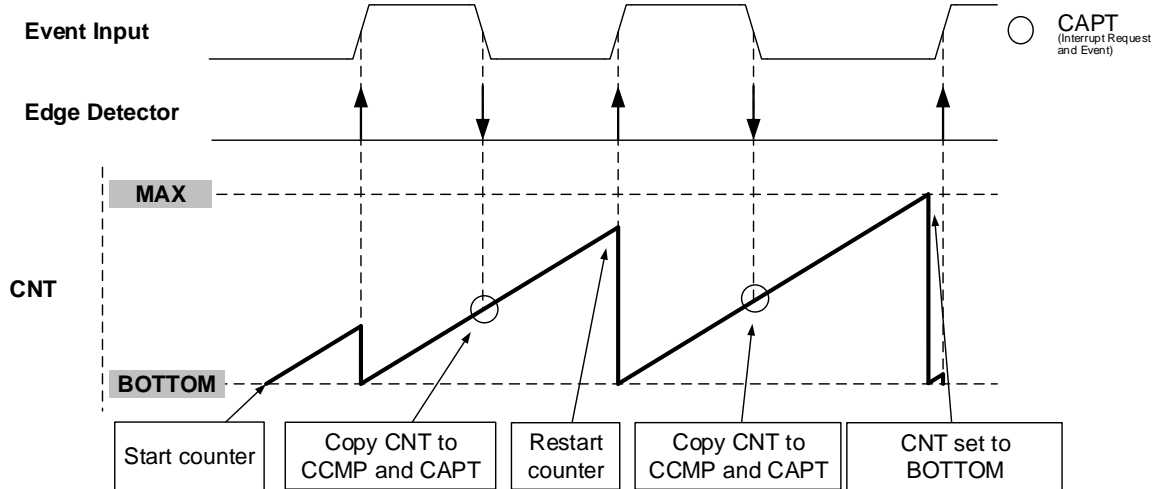 Event Input
CAPT
(Interrupt Request
and Event)
Edge Detector
MAX
CNT
BOTTOM
Start counter
Copy CNT to
CCMP and CAPT
Restart
counter
Copy CNT to
CCMP and CAPT
CNT set to
BOTTOM